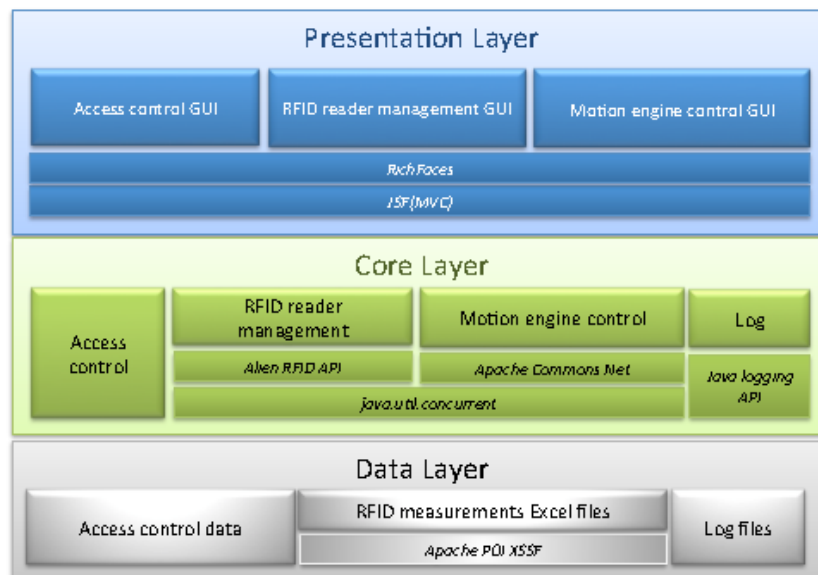 Presentation Layer
Access control GUI
RFID reader management GUI
Motion engine control GUI
RichFaces
JSF(MVC)
Core Layer
Access
control
RFID reader
management
Motion engine control
Log
Alien RFID API
Apache Commons Net
Java logging
API
java.util.concurrent
Data Layer
Access control data
RFID measurements Excel files
Apache POI XSSF
Log files